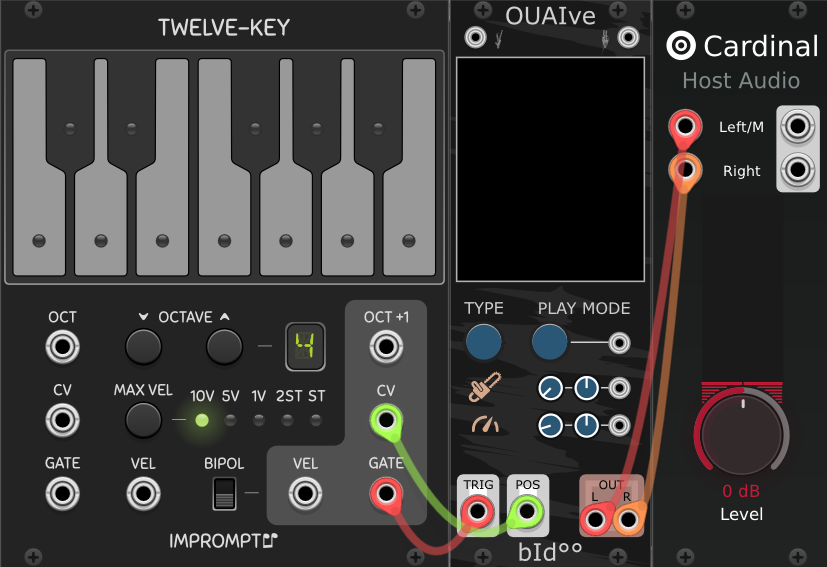 TWELVE-KEY
OCT
OCTAVE
4
OCT +1
CV
MAX VEL
10V 5V 1V 2ST ST
CV
GATE
VEL
BIPOL
VEL
GATE
IMPROMPT
OUAIve
TYPE
PLAY MODE
TRIG
POS
OUT
L R
bId°°
Cardinal
Host Audio
Left/M
Right
0 dB
Level